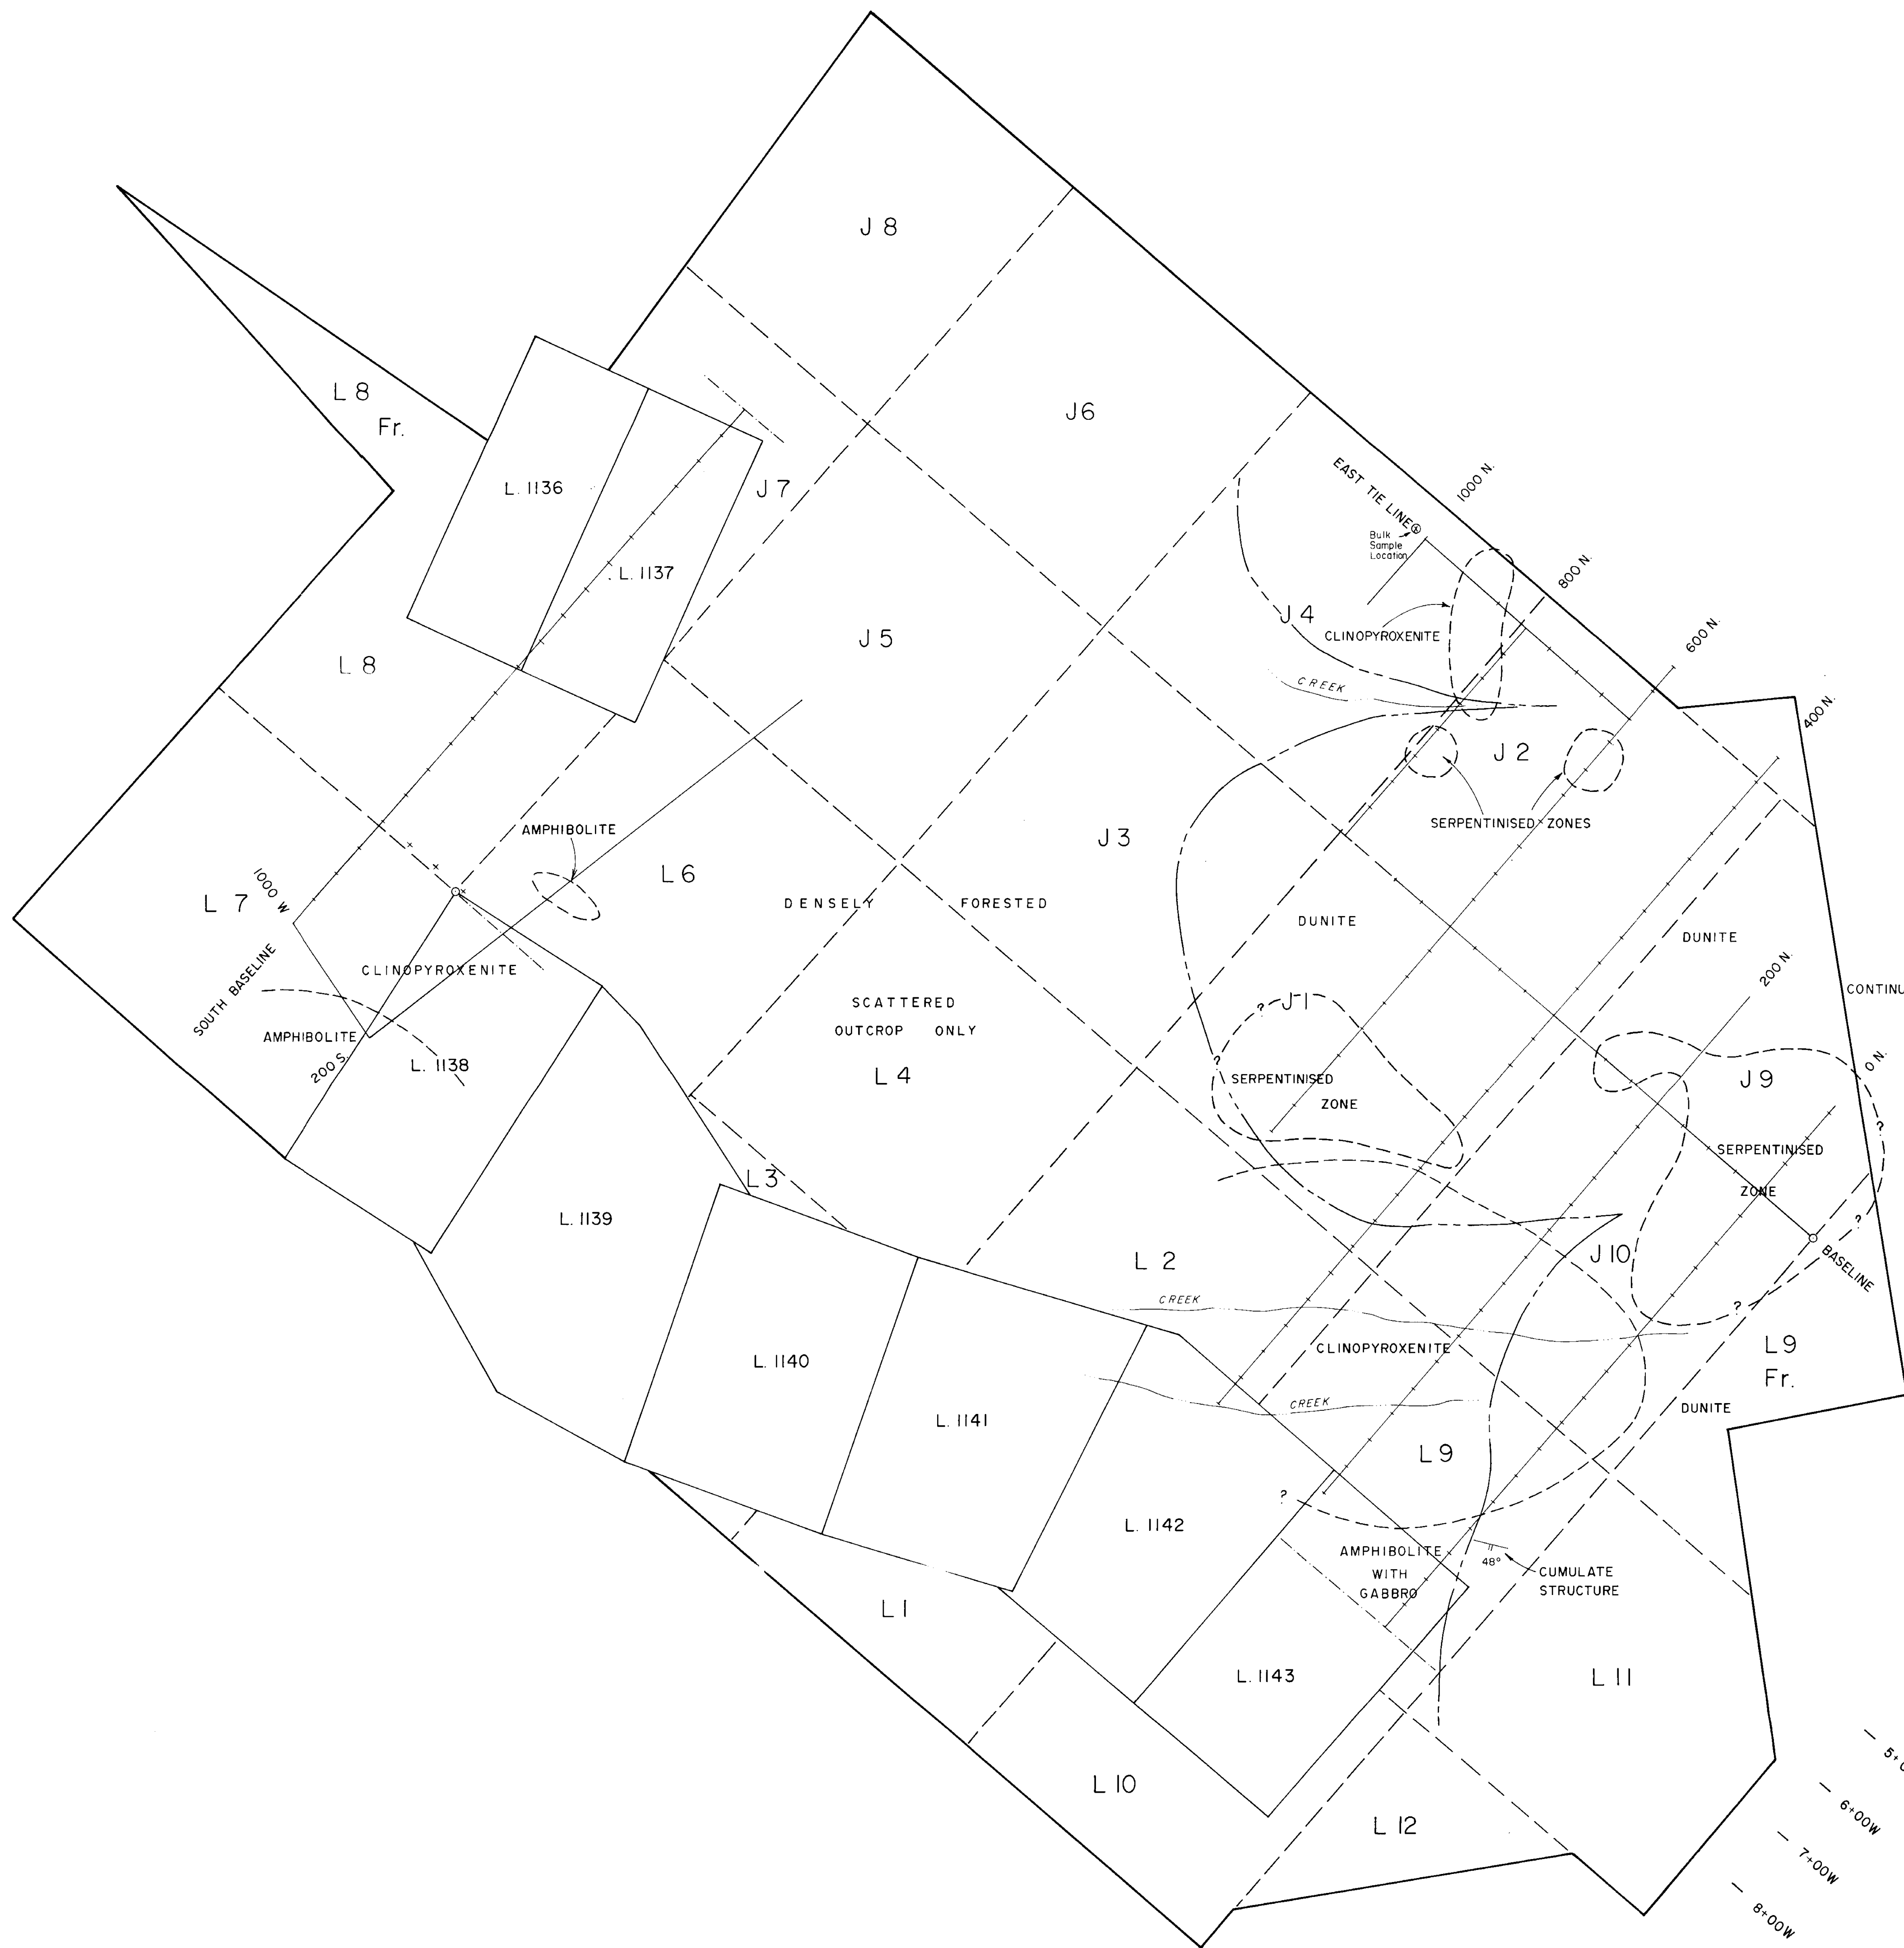 J 8
L 8
Fr.
J6
L. 1136
J 7
L. 1137
EAST TIE LINE
1000 N.
Bulk
Sample
Location
800 N.
J 4
CLINOPYROXENITE
600 N.
J 5
L 8
CREEK
400 N.
J 2
SERPENTINISED ZONES
AMPHIBOLITE
J 3
L 6
1000 W
L 7
DENSELY FORESTED
DUNITE
DUNITE
200 N.
CLINOPYROXENITE
SOUTH BASELINE
SCATTERED
OUTCROP ONLY
? J 1
CONTINU
AMPHIBOLITE
200 S.
L. 1138
L 4
?
SERPENTINISED
ZONE
O N.
J 9
?
SERPENTINISED
ZONE
L 3
L. 1139
?
L 2
J 10
BASELINE
CREEK
?
CLINOPYROXENITE
L 9
Fr.
L. 1140
CREEK
DUNITE
L. 1141
L 9
?
L. 1142
AMPHIBOLITE
WITH
GABBRO
48°
CUMULATE
STRUCTURE
L 1
L. 1143
L 11
L 10
L 12
6+00W
7+00W
8+00W